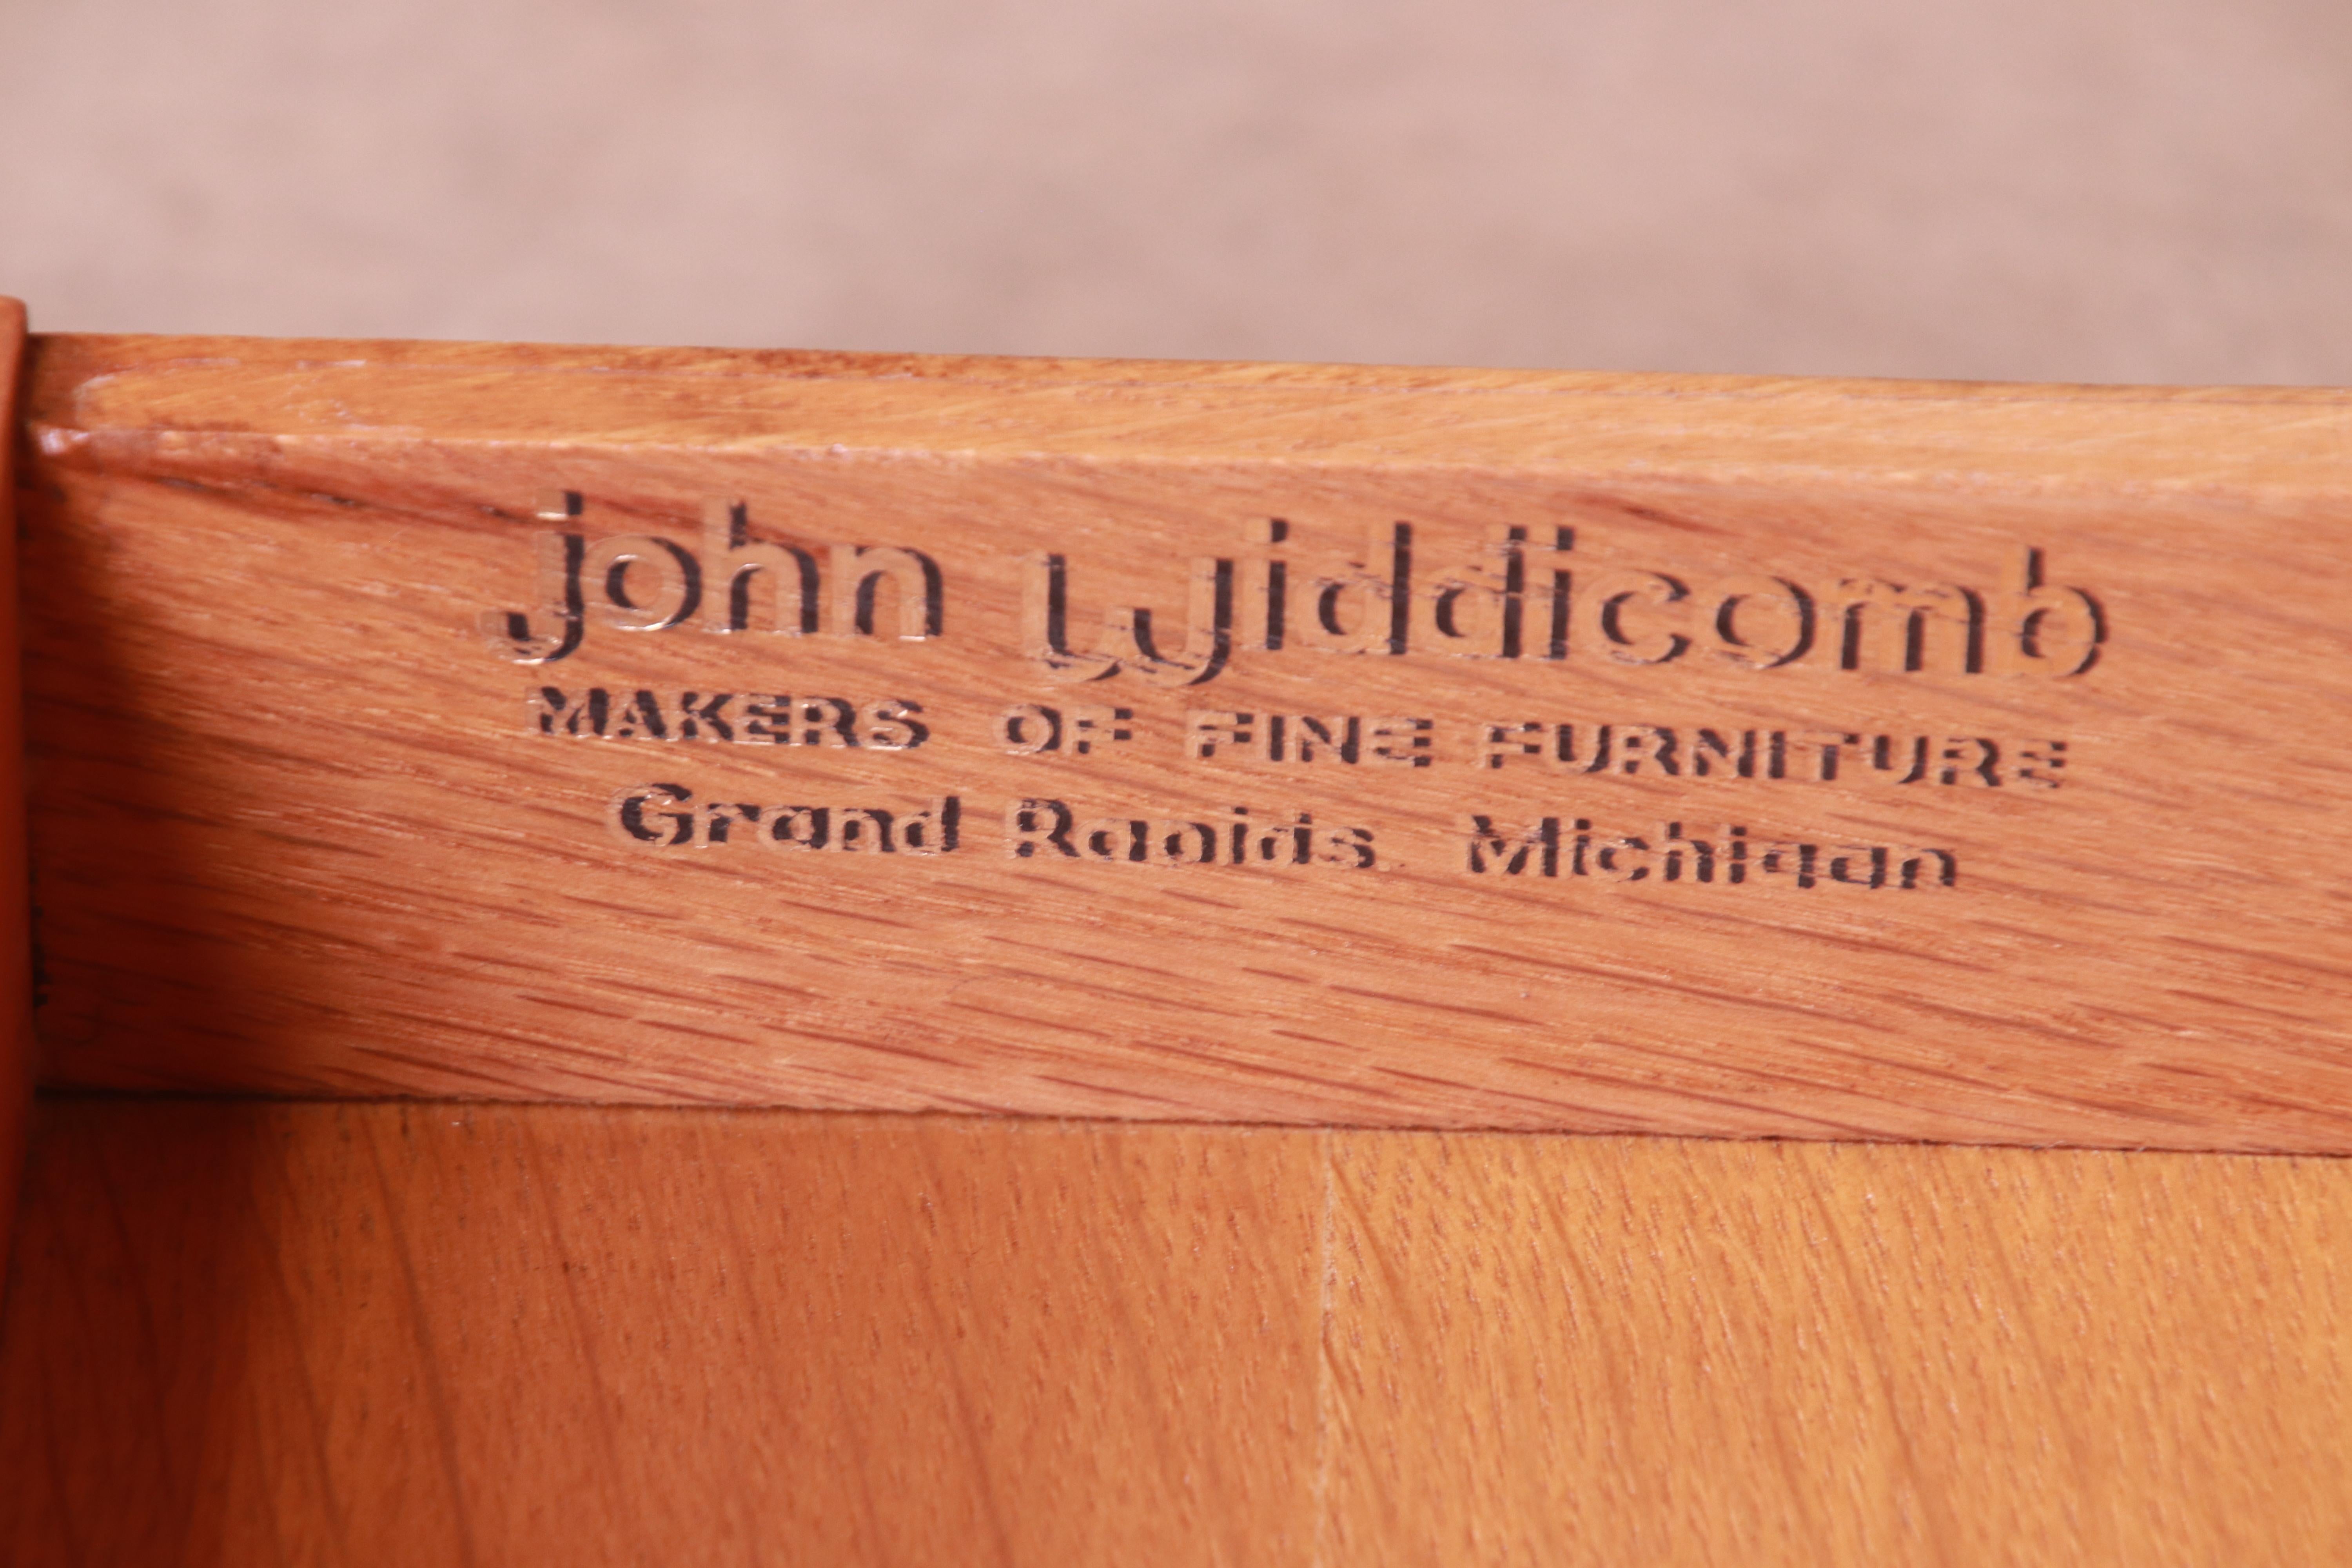 john widdicomb
MAKERS OF FINE FURNITURE
Grand Rapids, Michigan